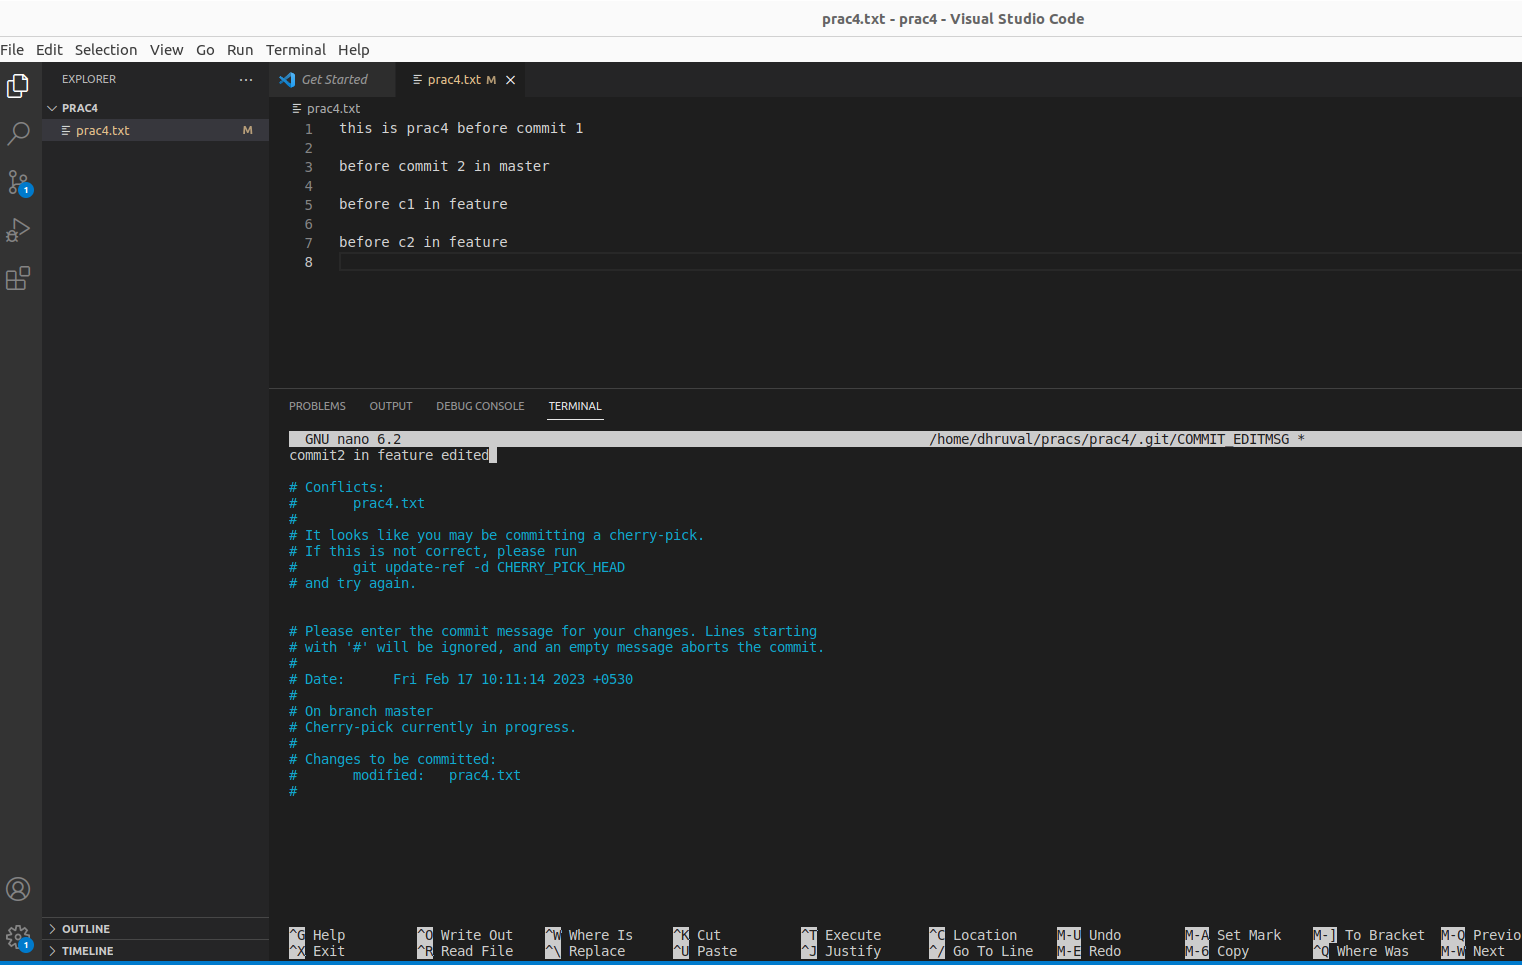 prac4.txt - prac4 - Visual Studio Code
File Edit Selection View Go Run Terminal Help
EXPLORER ···
PRAC4
prac4.txt M
1
1
OUTLINE
TIMELINE
Get Started prac4.txt M
prac4.txt
1 this is prac4 before commit 1
2
3 before commit 2 in master
4
5 before c1 in feature
6
7 before c2 in feature
8
PROBLEMS OUTPUT DEBUG CONSOLE TERMINAL
GNU nano 6.2 /home/dhruval/pracs/prac4/.git/COMMIT_EDITMSG *
commit2 in feature edited
# Conflicts:
# prac4.txt
#
# It looks like you may be committing a cherry-pick.
# If this is not correct, please run
# git update-ref -d CHERRY_PICK_HEAD
# and try again.
# Please enter the commit message for your changes. Lines starting
# with '#' will be ignored, and an empty message aborts the commit.
#
# Date: Fri Feb 17 10:11:14 2023 +0530
#
# On branch master
# Cherry-pick currently in progress.
#
# Changes to be committed:
# modified: prac4.txt
#
^G Help ^O Write Out ^W Where Is ^K Cut ^T Execute ^C Location M-U Undo M-A Set Mark M-] To Bracket M-Q Previo
^X Exit ^R Read File ^\ Replace ^U Paste ^J Justify ^/ Go To Line M-E Redo M-6 Copy ^Q Where Was M-W Next